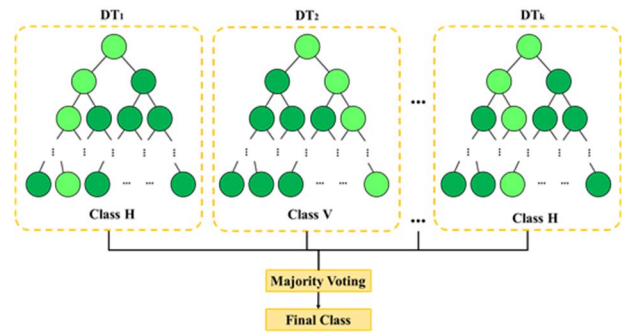 DT1
DT2
DTk
...
Class H
Class V
...
Class H
Majority Voting
Final Class